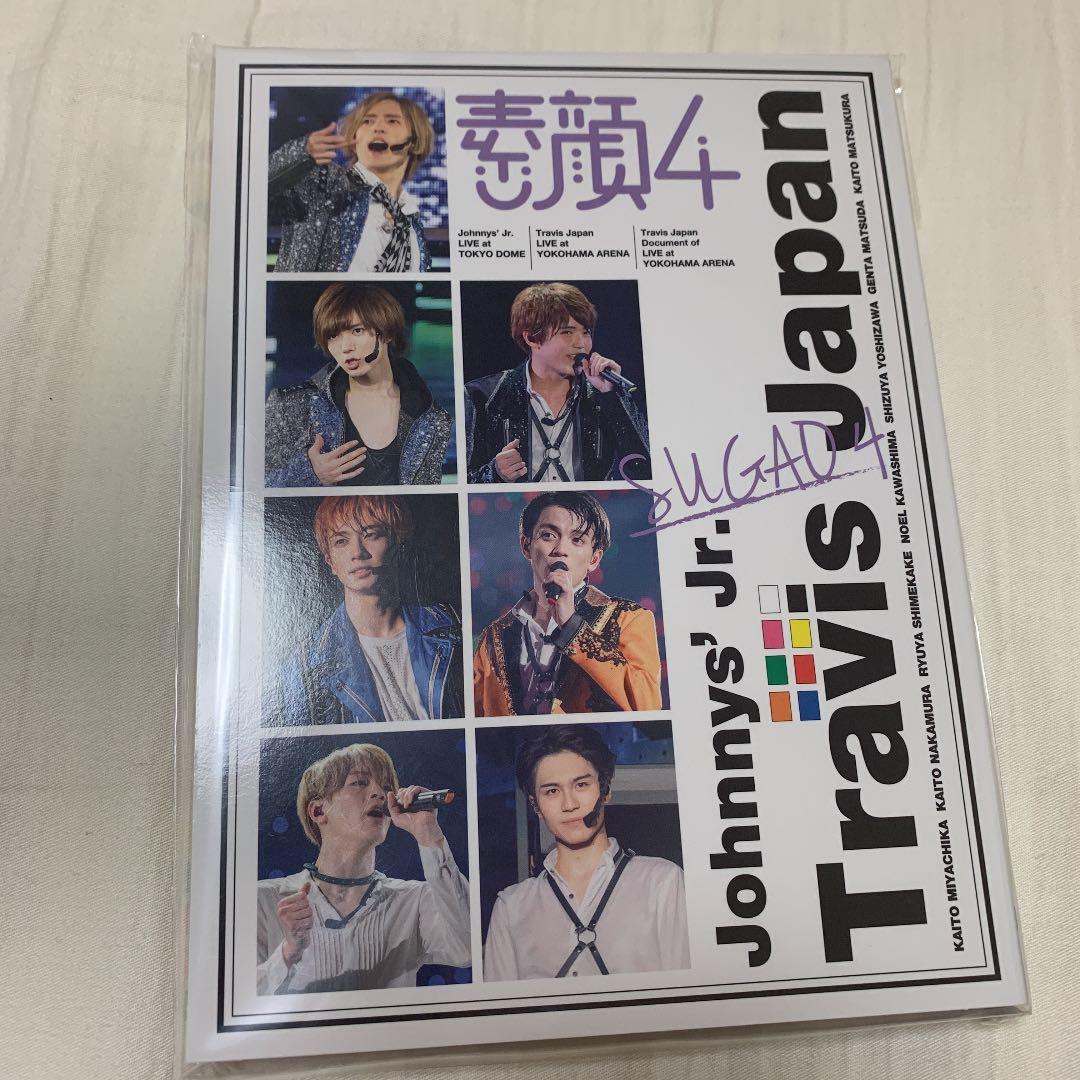 素顔4
Johnnys' Jr.
LIVE at
TOKYO DOME
Travis Japan
LIVE at
YOKOHAMA ARENA
Travis Japan
Document of
LIVE at
YOKOHAMA ARENA
SUGAO 4
Johnnys' Jr.
Travis Japan
KAITO MIYACHIKA KAITO NAKAMURA RYUYA SHIMEKAKE NOEL KAWASHIMA SHIZUYA YOSHIZAWA GENTA MATSUDA KAITO MATSUKURA